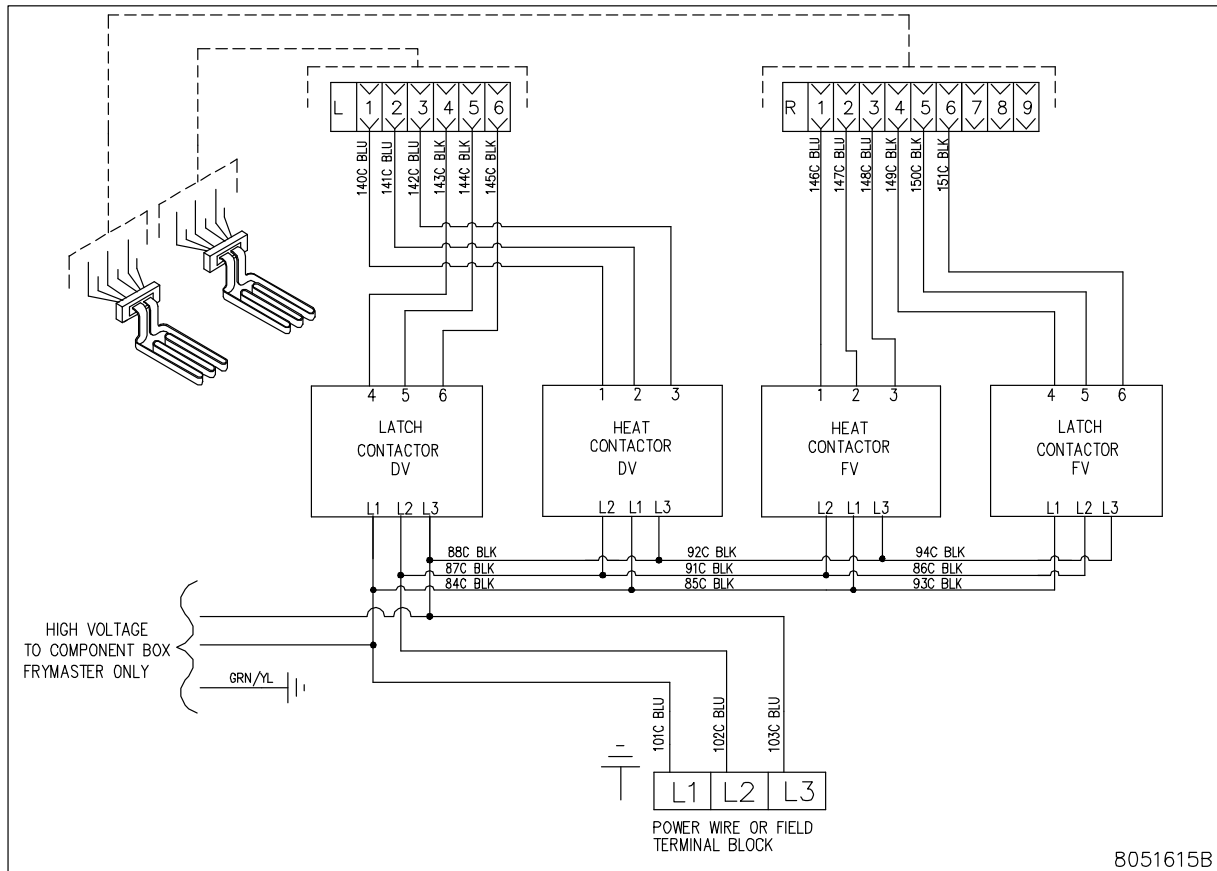 L 1 2 3 4 5 6
R 1 2 3 4 5 6 7 8 9
140C BLU
141C BLU
142C BLU
143C BLK
144C BLK
145C BLK
146C BLU
147C BLU
148C BLU
149C BLK
150C BLK
151C BLK
4 5 6
LATCH
CONTACTOR
DV
L1 L2 L3
1 2 3
HEAT
CONTACTOR
DV
L2 L1 L3
1 2 3
HEAT
CONTACTOR
FV
L2 L1 L3
4 5 6
LATCH
CONTACTOR
FV
L1 L2 L3
88C BLK 92C BLK 94C BLK
87C BLK 91C BLK 86C BLK
84C BLK 85C BLK 93C BLK
HIGH VOLTAGE
TO COMPONENT BOX
FRYMASTER ONLY
GRN/YL
101C BLU
102C BLU
103C BLU
L1 L2 L3
POWER WIRE OR FIELD
TERMINAL BLOCK
8051615B